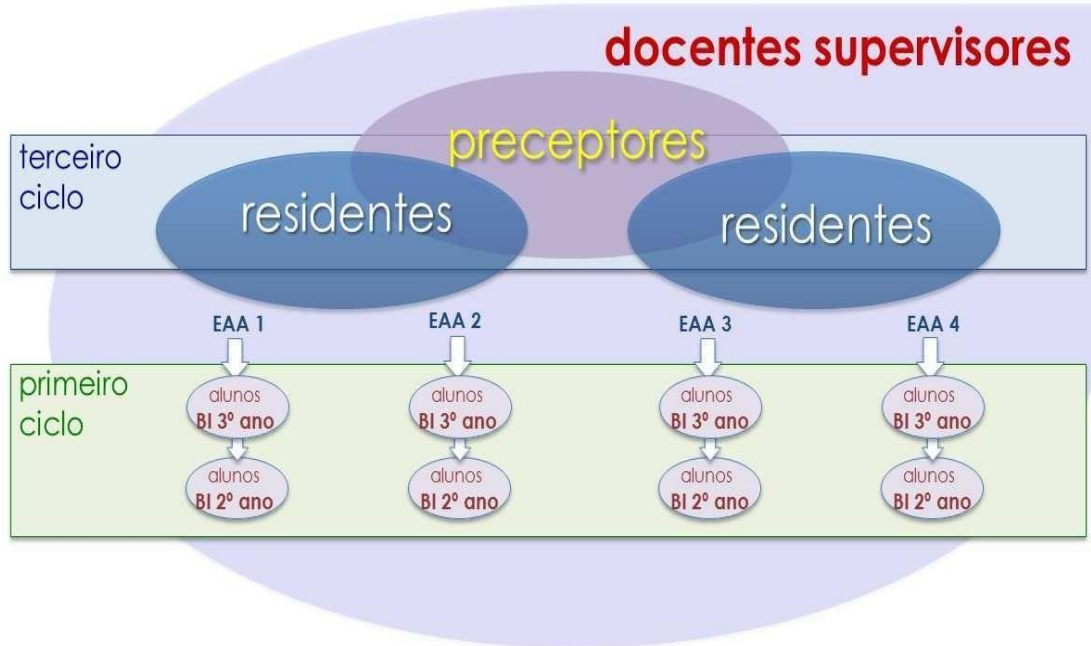 docentes supervisores
preceptores
terceiro
ciclo
residentes
residentes
EAA 1
EAA 2
EAA 3
EAA 4
primeiro
ciclo
alunos
BI 3º ano
alunos
BI 3º ano
alunos
BI 3º ano
alunos
BI 3º ano
alunos
BI 2º ano
alunos
BI 2º ano
alunos
BI 2º ano
alunos
BI 2º ano